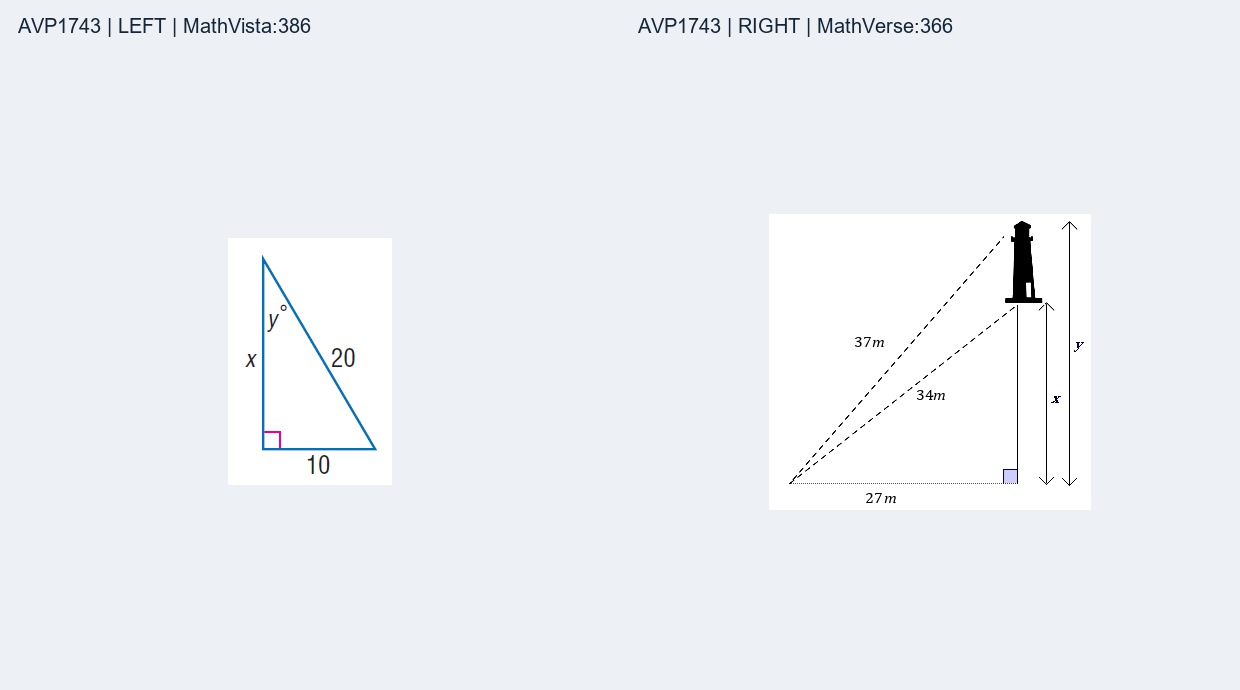 AVP1743 | LEFT | MathVista:386
AVP1743 | RIGHT | MathVerse:366
y°
x
20
10
37m
34m
y
x
27m